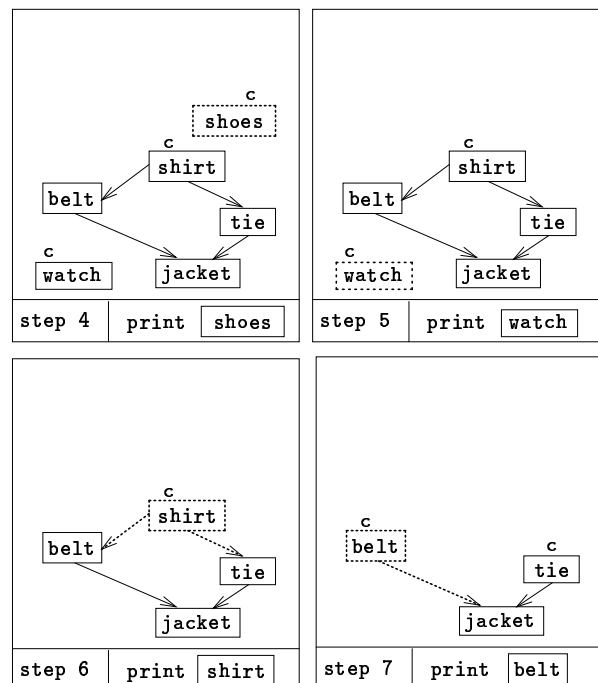 C
shoes
C
shirt
belt
tie
C
watch
jacket
step 4 print shoes
C
shirt
belt
tie
C
watch
jacket
step 5 print watch
C
shirt
belt
tie
jacket
step 6 print shirt
C
belt
C
tie
jacket
step 7 print belt